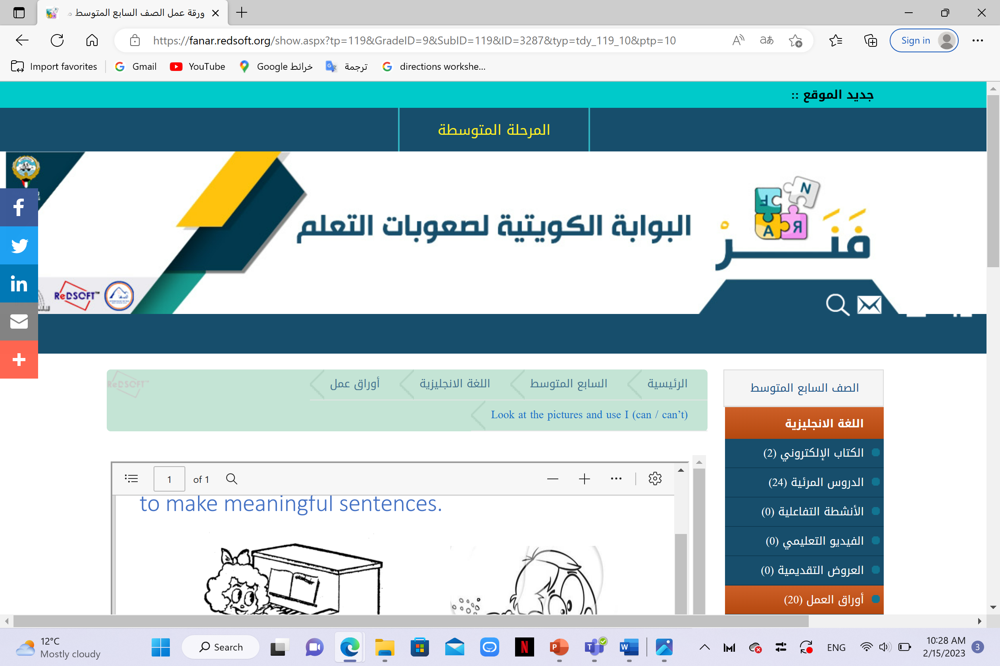 ورقة عمل الصف السابع المتوسط
https://fanar.redsoft.org/show.aspx?tp=119&GradeID=9&SubID=119&ID=3287&typ=tdy_119_10&ptp=10
Sign in
Import favorites
Gmail
YouTube
خرائط Google
ترجمة
directions workshe...
جديد الموقع ::
المرحلة المتوسطة
البوابة الكويتية لصعوبات التعلم
فَنَـــرْ
F N A R
ReDSOFT™
الرئيسية
السابع المتوسط
اللغة الانجليزية
أوراق عمل
ReDSOFT™
Look at the pictures and use I (can / can’t)
الصف السابع المتوسط
اللغة الانجليزية
الكتاب الإلكتروني (2)
الدروس المرئية (24)
الأنشطة التفاعلية (0)
الفيديو التعليمي (0)
العروض التقديمية (0)
أوراق العمل (20)
1 of 1
to make meaningful sentences.
12°C
Mostly cloudy
Search
ENG
10:28 AM
2/15/2023
3